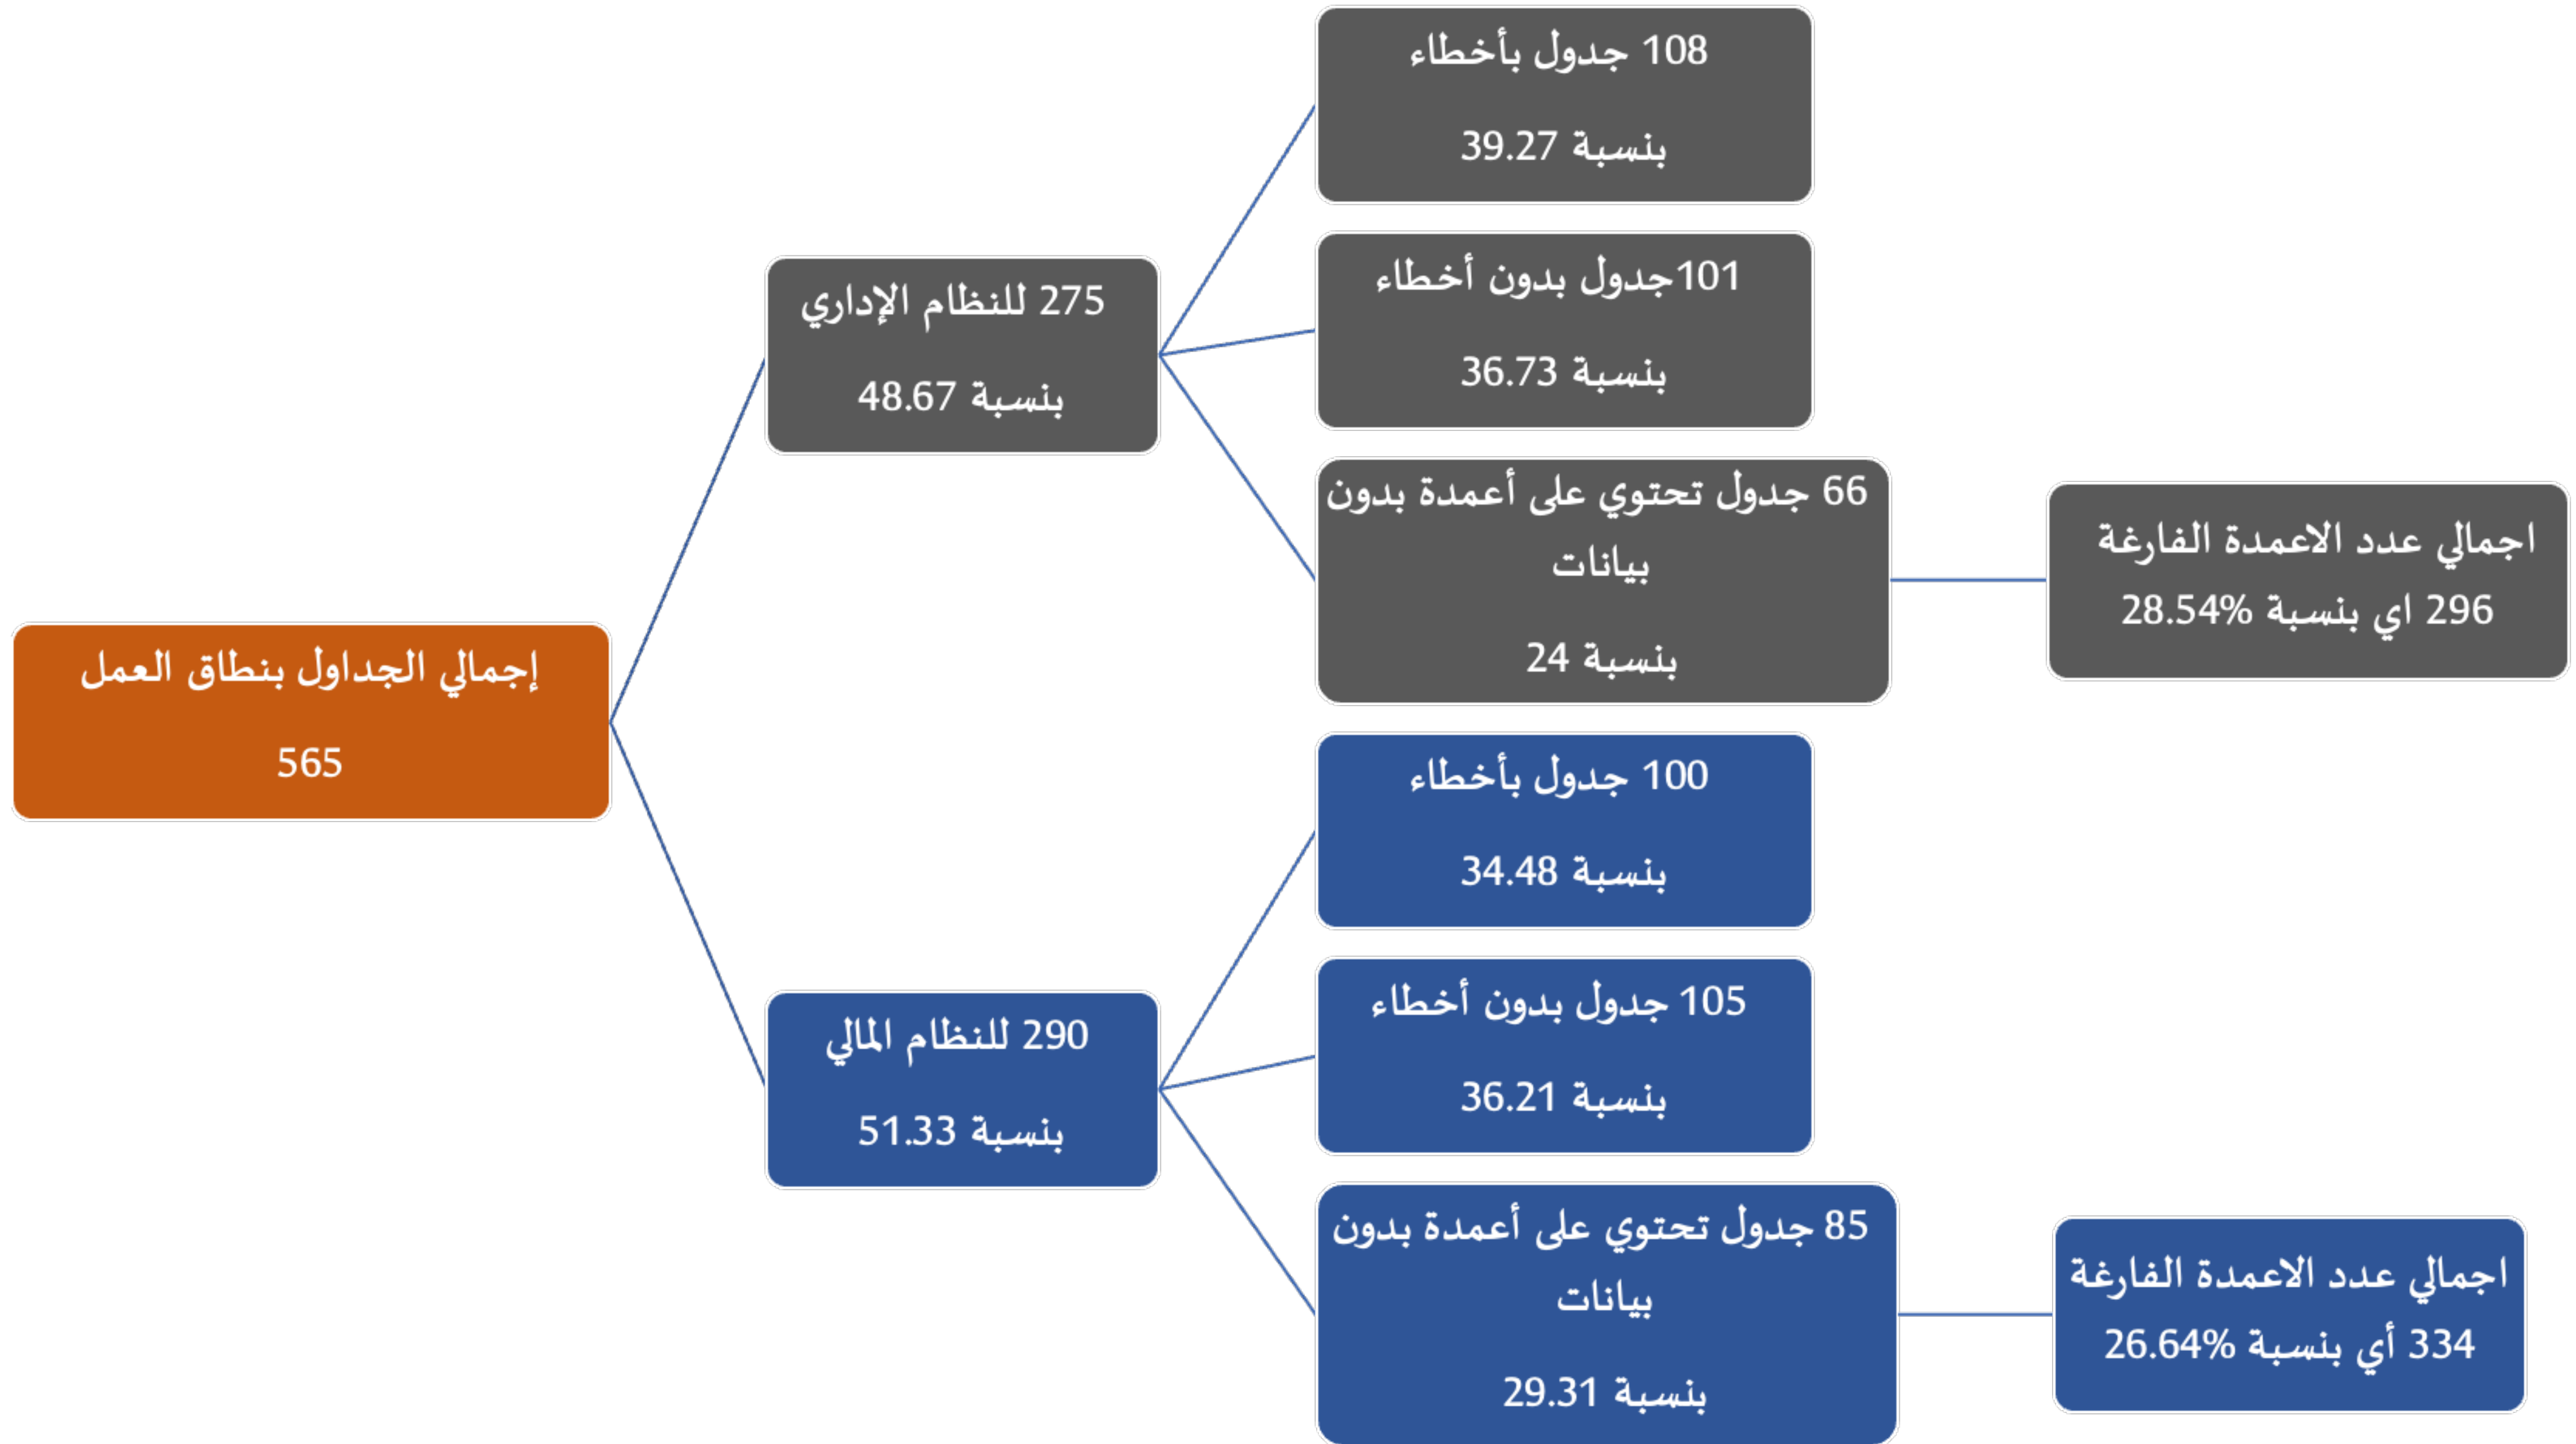 إجمالي الجداول بنطاق العمل
565
275 للنظام الإداري
بنسبة 48.67
108 جدول بأخطاء
بنسبة 39.27
101جدول بدون أخطاء
بنسبة 36.73
66 جدول تحتوي على أعمدة بدون
بيانات
بنسبة 24
اجمالي عدد الاعمدة الفارغة
296 اي بنسبة %28.54
290 للنظام المالي
بنسبة 51.33
100 جدول بأخطاء
بنسبة 34.48
105 جدول بدون أخطاء
بنسبة 36.21
85 جدول تحتوي على أعمدة بدون
بيانات
بنسبة 29.31
اجمالي عدد الاعمدة الفارغة
334 أي بنسبة %26.64